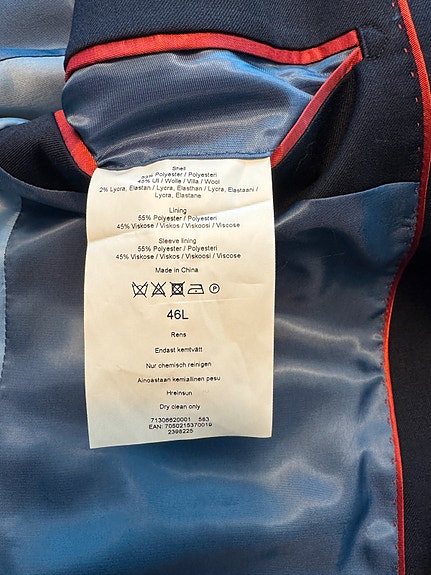 Shell
53% Polyester / Polyesteri
45% Ull / Wolle / Villa / Wool
2% Lycra, Elastan / Lycra, Elasthan / Lycra, Elastaani /
Lycra, Elastane
Lining
55% Polyester / Polyesteri
45% Viskose / Viskos / Viskoosi / Viscose
Sleeve lining
55% Polyester / Polyesteri
45% Viskose / Viskos / Viskoosi / Viscose
Made in China
P
46L
Rens
Endast kemtvätt
Nur chemisch reinigen
Ainoastaan kemiallinen pesu
Hreinsun
Dry clean only
71306620001 583
EAN: 7050215370019
2398225